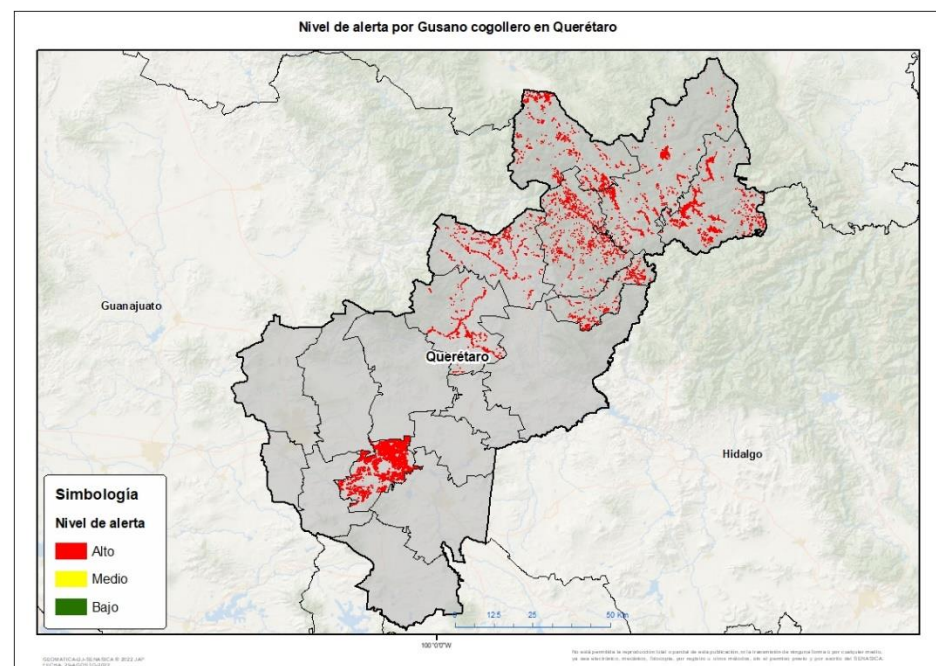 Nivel de alerta por Gusano cogollero en Querétaro
Guanajuato
Querétaro
Hidalgo
Simbología
Nivel de alerta
Alto
Medio
Bajo
0 12.5 25 50 Km
100°0'0"W